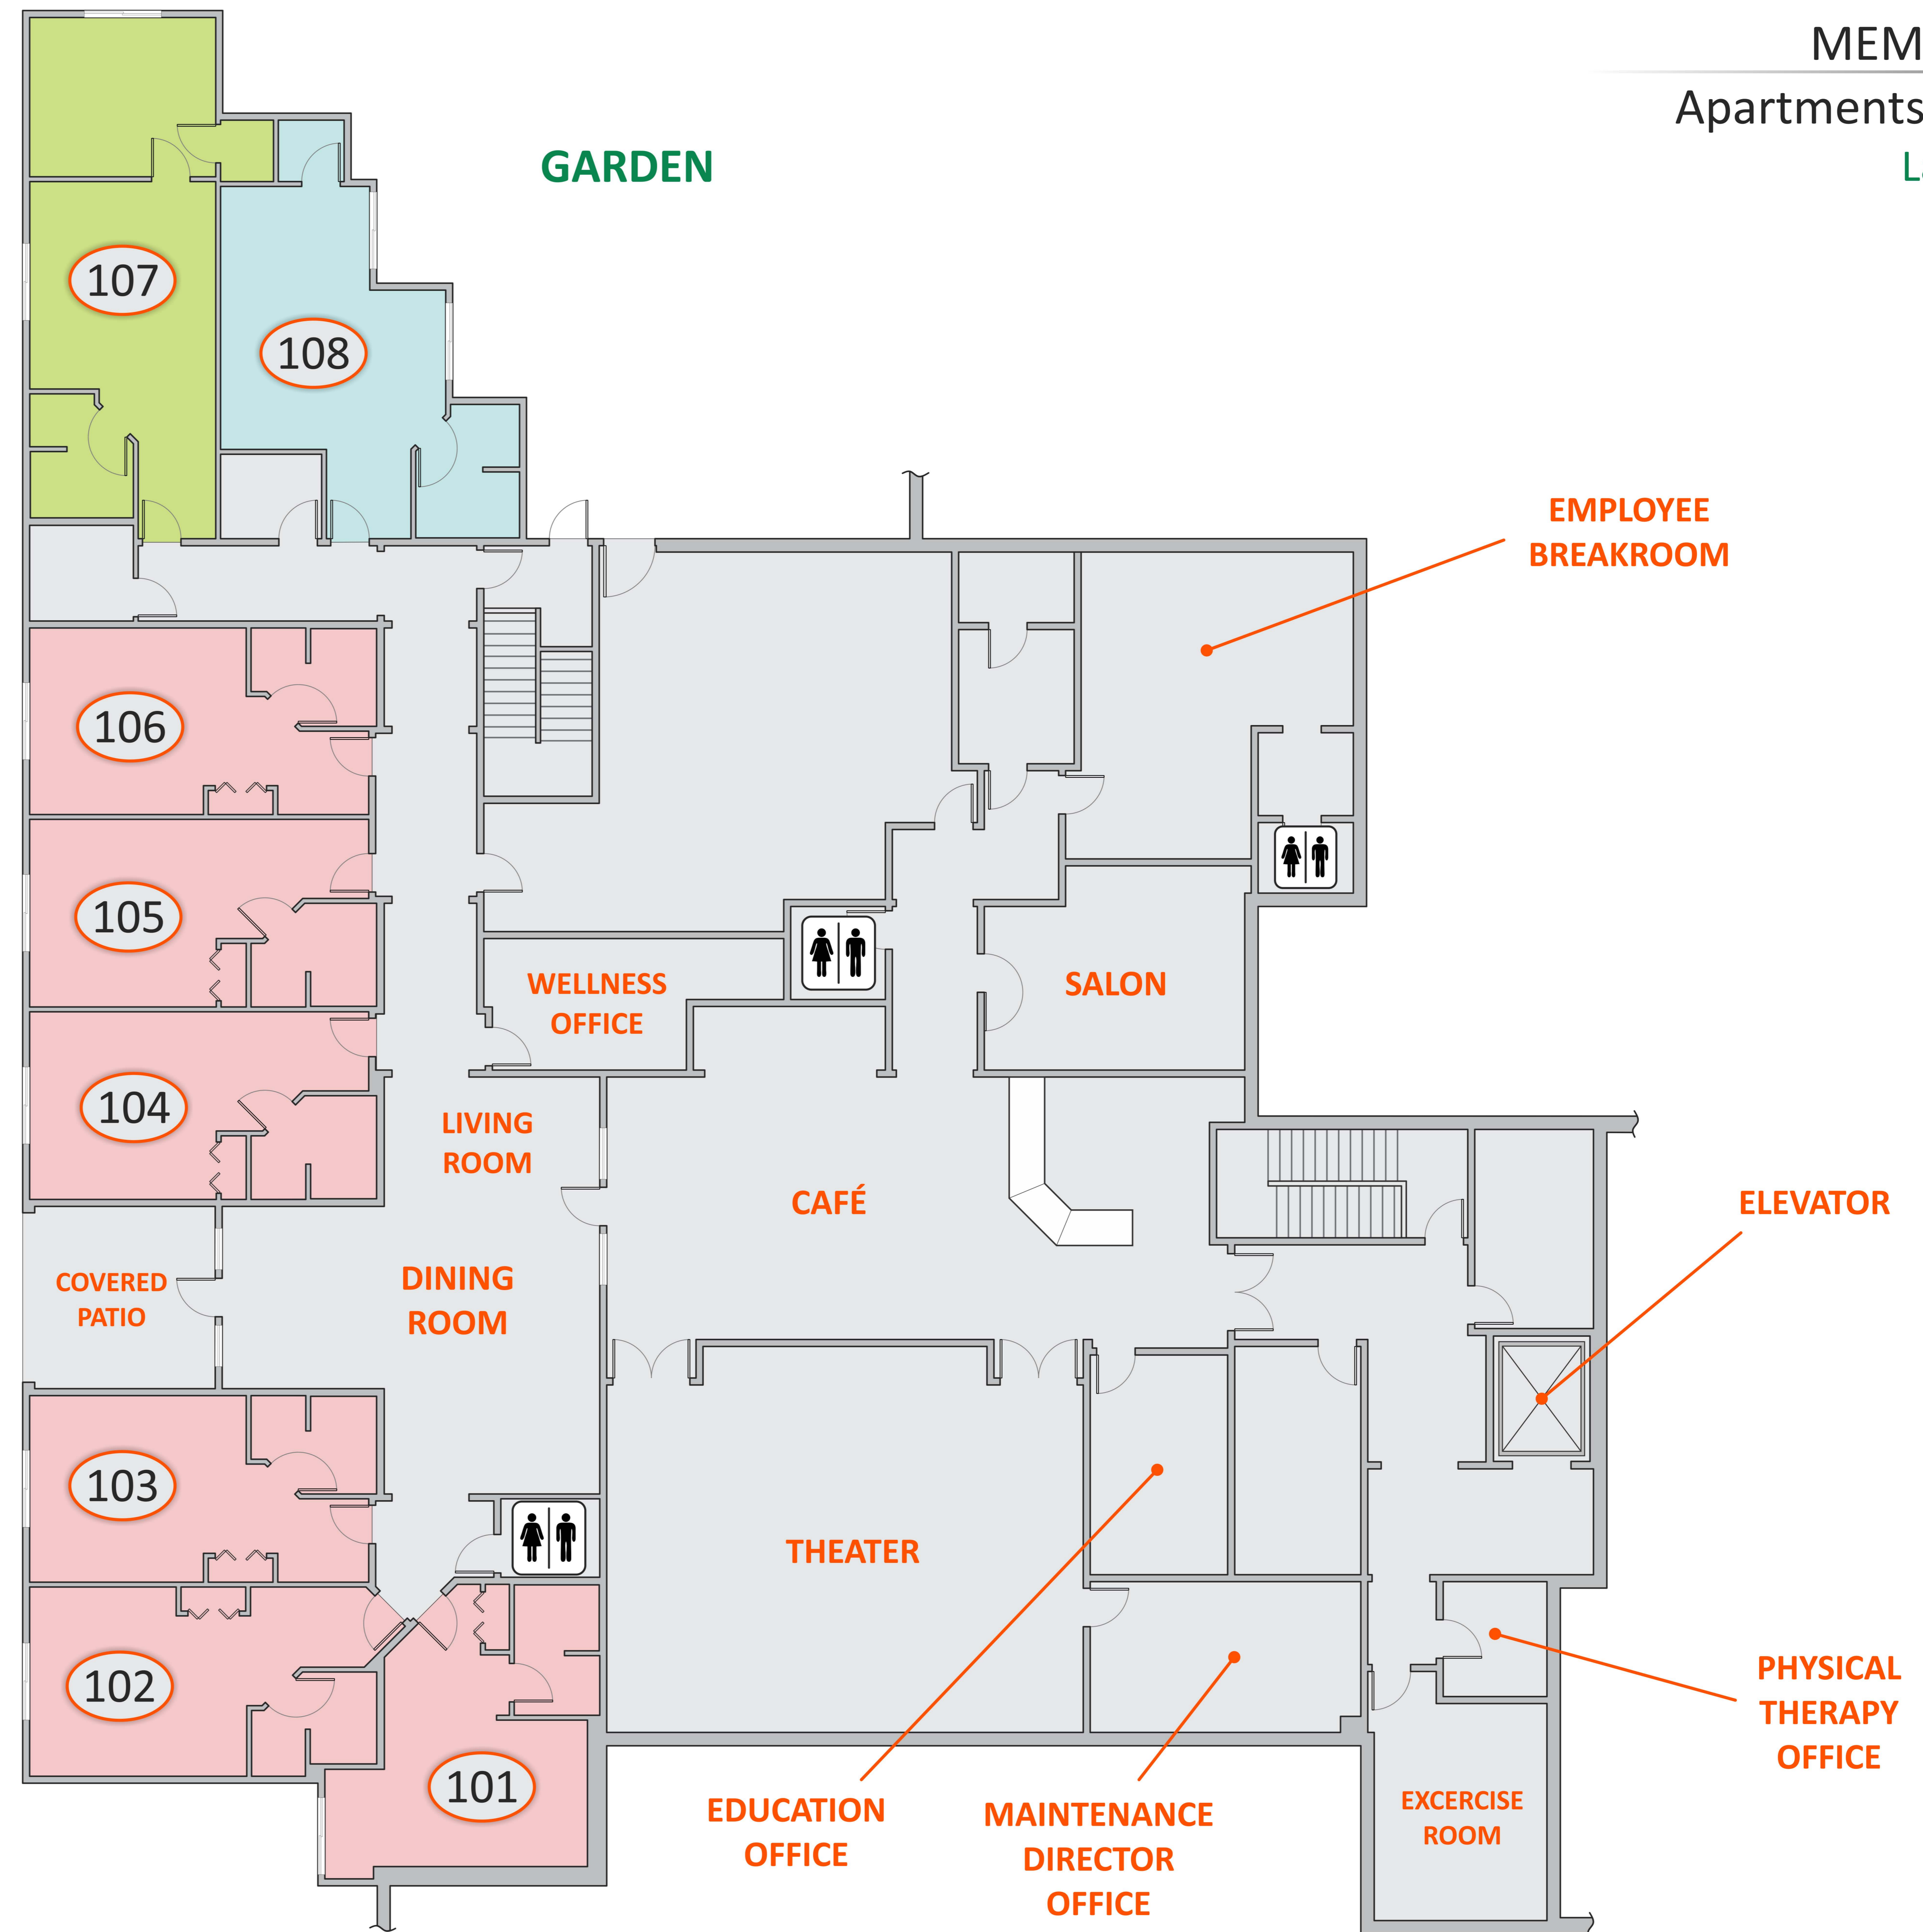 MEM
Apartments
GARDEN
107
108
EMPLOYEE
BREAKROOM
106
105
WELLNESS
OFFICE
SALON
104
LIVING
ROOM
CAFÉ
ELEVATOR
COVERED
PATIO
DINING
ROOM
103
THEATER
102
PHYSICAL
THERAPY
OFFICE
101
EDUCATION
OFFICE
MAINTENANCE
DIRECTOR
OFFICE
EXCERCISE
ROOM